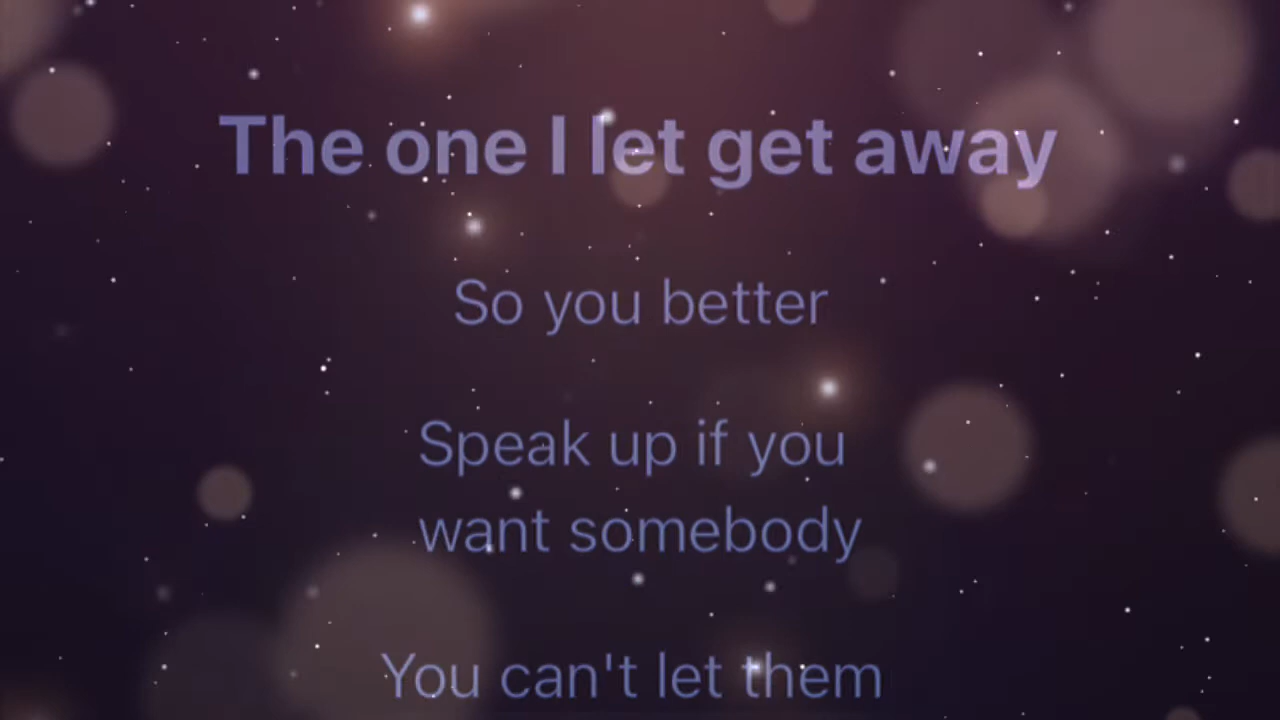 The one I let get away
So you better
Speak up if you
want somebody
You can't let them